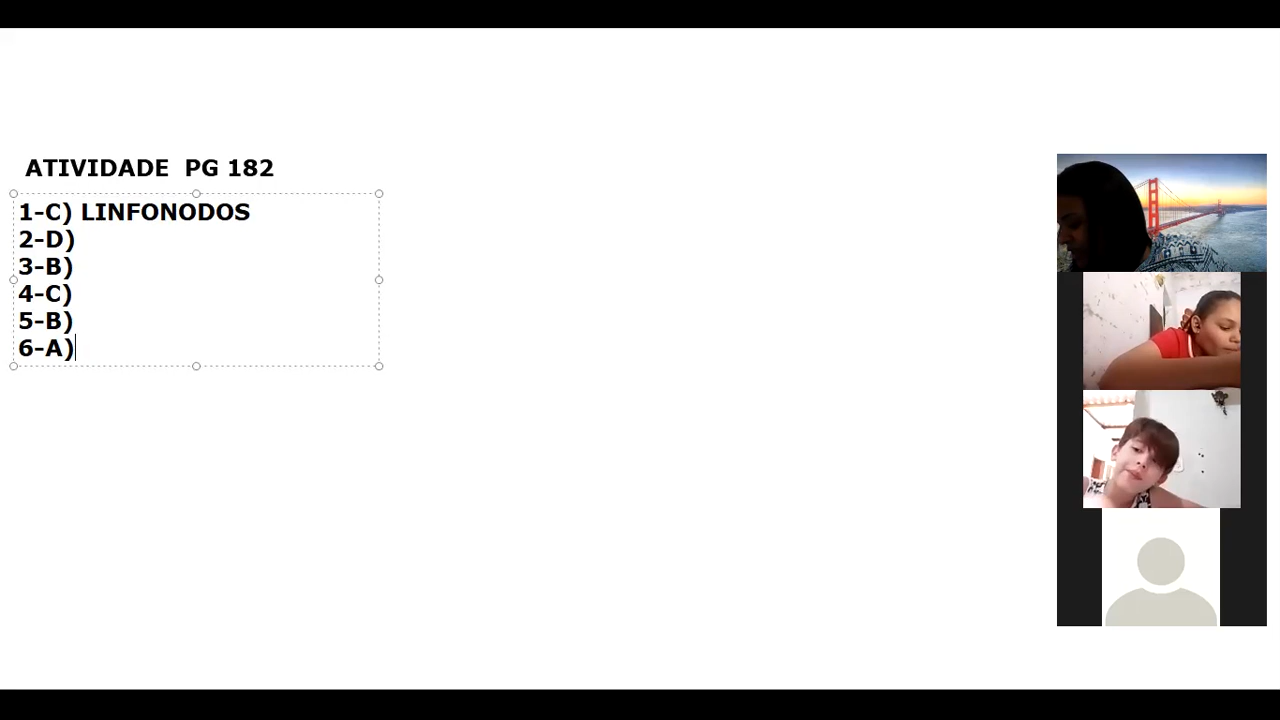 ATIVIDADE PG 182
1-C) LINFONODOS
2-D)
3-B)
4-C)
5-B)
6-A)